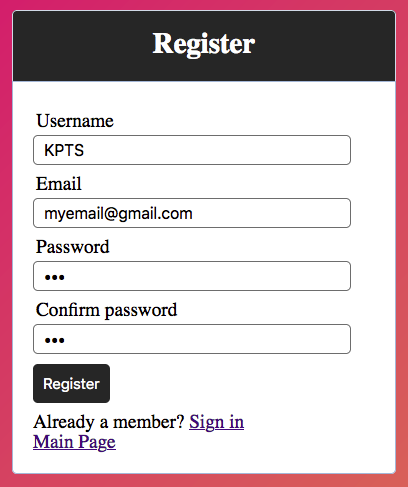 Register
Username
KPTS
Email
myemail@gmail.com
Password
•••
Confirm password
•••
Register
Already a member? Sign in
Main Page